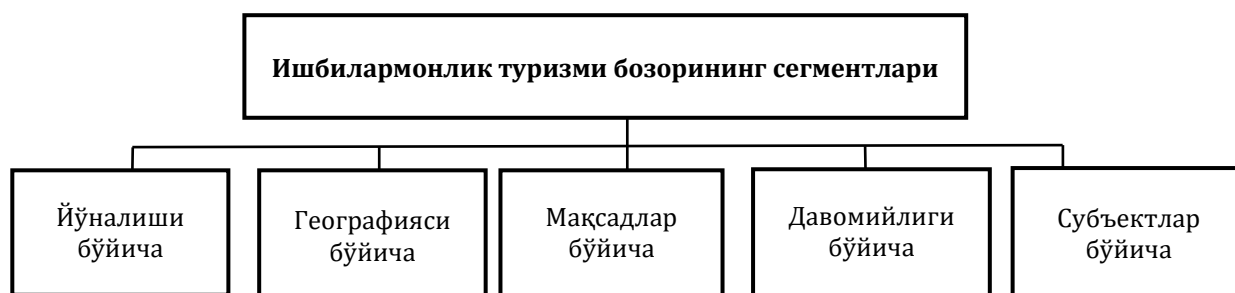 Ишбилармонлик туризми бозорининг сегментлари
Йўналиши
бўйича
Географияси
бўйича
Мақсадлар
бўйича
Давомийлиги
бўйича
Субъектлар
бўйича